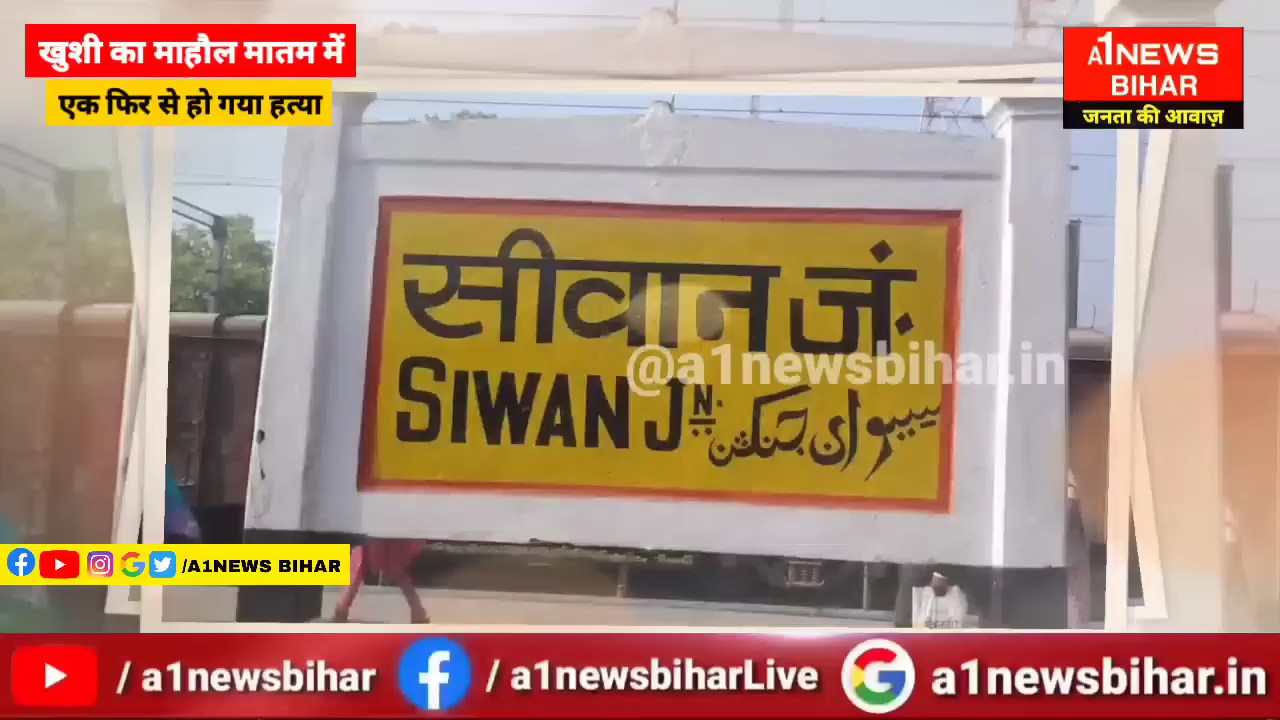 खुशी का माहौल मातम में
एक फिर से हो गया हत्या
A1NEWS
BIHAR
जनता की आवाज़
सीवान जं.
SIWAN JN.
سیوان جنکشن
@a1newsbihar.in
/A1NEWS BIHAR
/ a1newsbihar
/ a1newsbiharLive
a1newsbihar.in